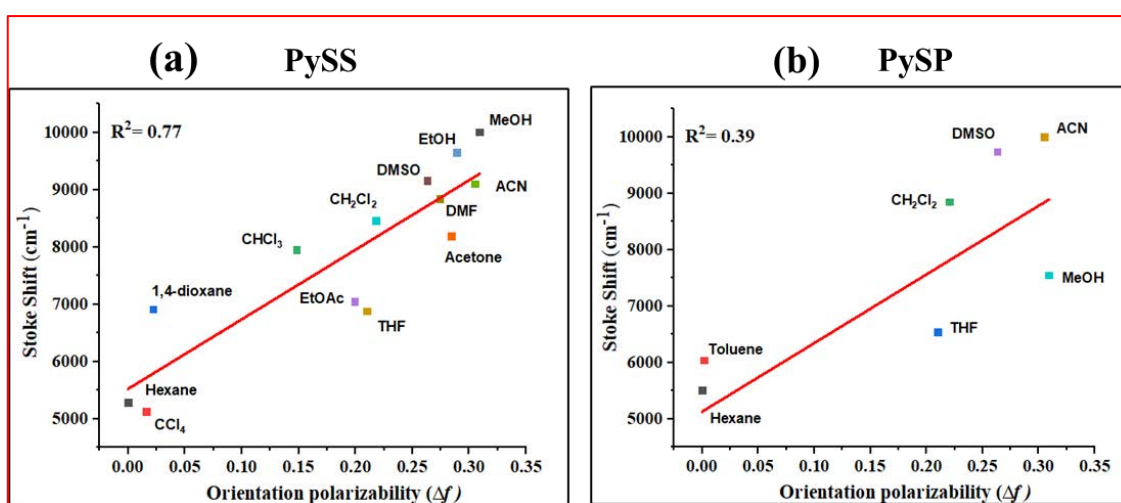 (a) PySS
R²= 0.77
MeOH
EtOH
DMSO
ACN
CH₂Cl₂
DMF
CHCl₃
Acetone
1,4-dioxane
EtOAc
THF
Hexane
CCl₄
10000
9000
8000
7000
6000
5000
Stoke Shift (cm⁻¹)
0.00 0.05 0.10 0.15 0.20 0.25 0.30 0.35
Orientation polarizability (Δf )
(b) PySP
R²= 0.39
DMSO
ACN
CH₂Cl₂
MeOH
THF
Toluene
Hexane
10000
9000
8000
7000
6000
5000
Stoke Shift (cm⁻¹)
0.00 0.05 0.10 0.15 0.20 0.25 0.30 0.35
Orientation polarizability (Δf )